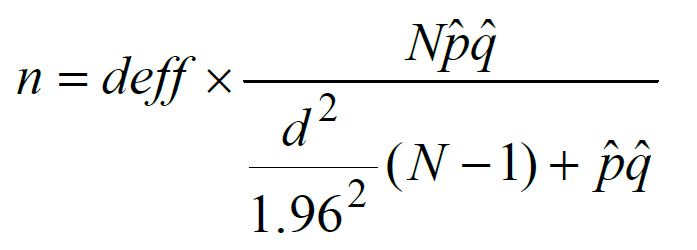 n = deff × Np̂q̂
d²
1.96² (N − 1) + p̂q̂